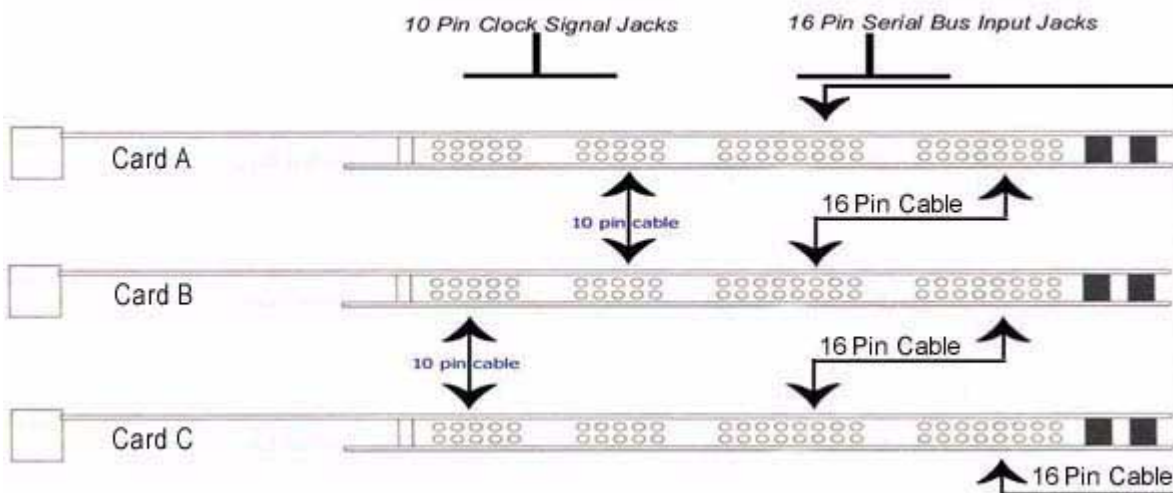 10 Pin Clock Signal Jacks
16 Pin Serial Bus Input Jacks
Card A
10 pin cable
16 Pin Cable
Card B
10 pin cable
16 Pin Cable
Card C
16 Pin Cable